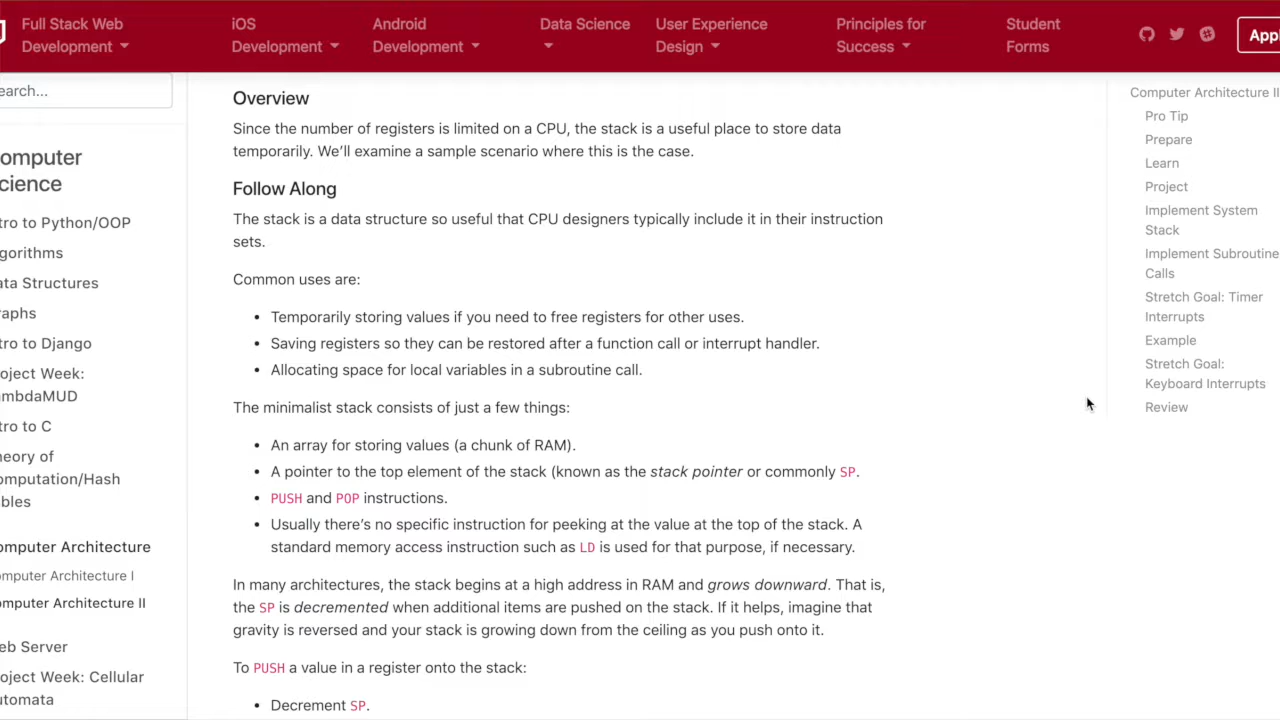 Full Stack Web
Development
iOS
Development
Android
Development
Data Science
User Experience
Design
Principles for
Success
Student
Forms
Appl
earch...
omputer
cience
tro to Python/OOP
gorithms
ata Structures
raphs
tro to Django
oject Week:
mbdaMUD
tro to C
heory of
omputation/Hash
bles
omputer Architecture
omputer Architecture I
omputer Architecture II
eb Server
oject Week: Cellular
utomata
Overview
Since the number of registers is limited on a CPU, the stack is a useful place to store data
temporarily. We’ll examine a sample scenario where this is the case.
Follow Along
The stack is a data structure so useful that CPU designers typically include it in their instruction
sets.
Common uses are:
• Temporarily storing values if you need to free registers for other uses.
• Saving registers so they can be restored after a function call or interrupt handler.
• Allocating space for local variables in a subroutine call.
The minimalist stack consists of just a few things:
• An array for storing values (a chunk of RAM).
• A pointer to the top element of the stack (known as the stack pointer or commonly SP.
• PUSH and POP instructions.
• Usually there’s no specific instruction for peeking at the value at the top of the stack. A
standard memory access instruction such as LD is used for that purpose, if necessary.
In many architectures, the stack begins at a high address in RAM and grows downward. That is,
the SP is decremented when additional items are pushed on the stack. If it helps, imagine that
gravity is reversed and your stack is growing down from the ceiling as you push onto it.
To PUSH a value in a register onto the stack:
• Decrement SP.
Computer Architecture II
Pro Tip
Prepare
Learn
Project
Implement System
Stack
Implement Subroutine
Calls
Stretch Goal: Timer
Interrupts
Example
Stretch Goal:
Keyboard Interrupts
Review